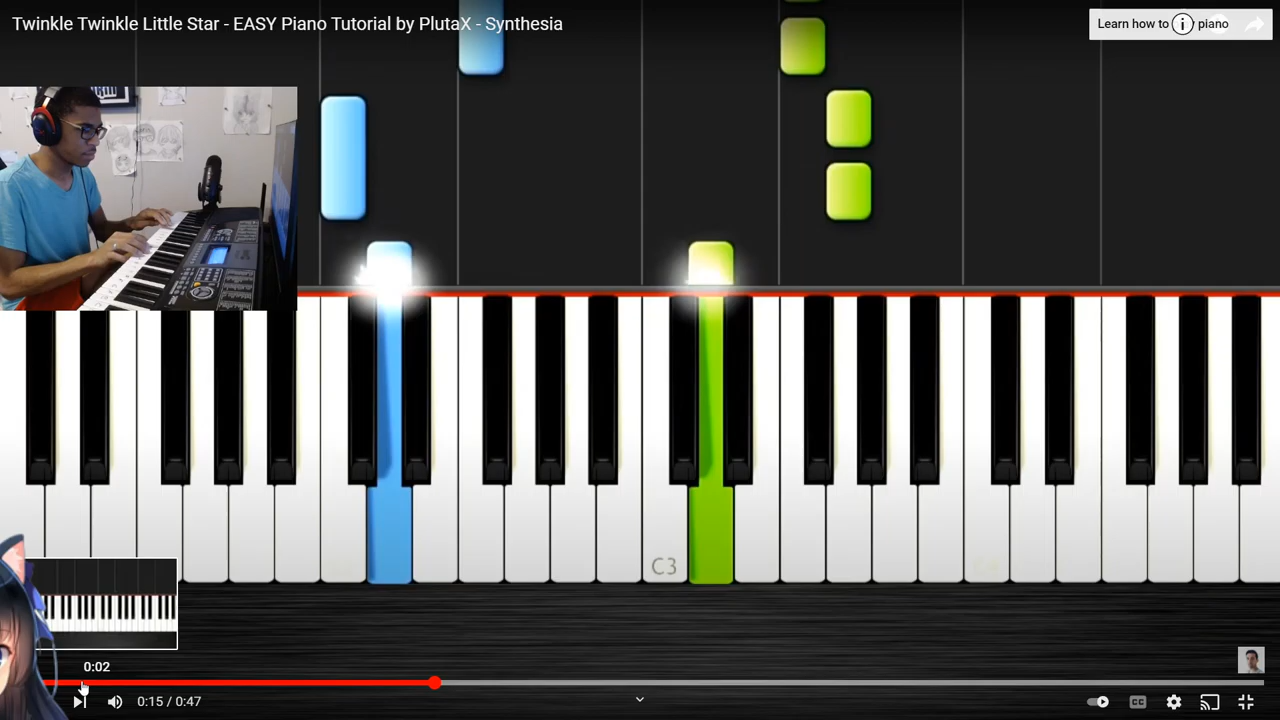 Twinkle Twinkle Little Star - EASY Piano Tutorial by PlutaX - Synthesia
Learn how to i piano
C3
0:02
0:15 / 0:47
CC